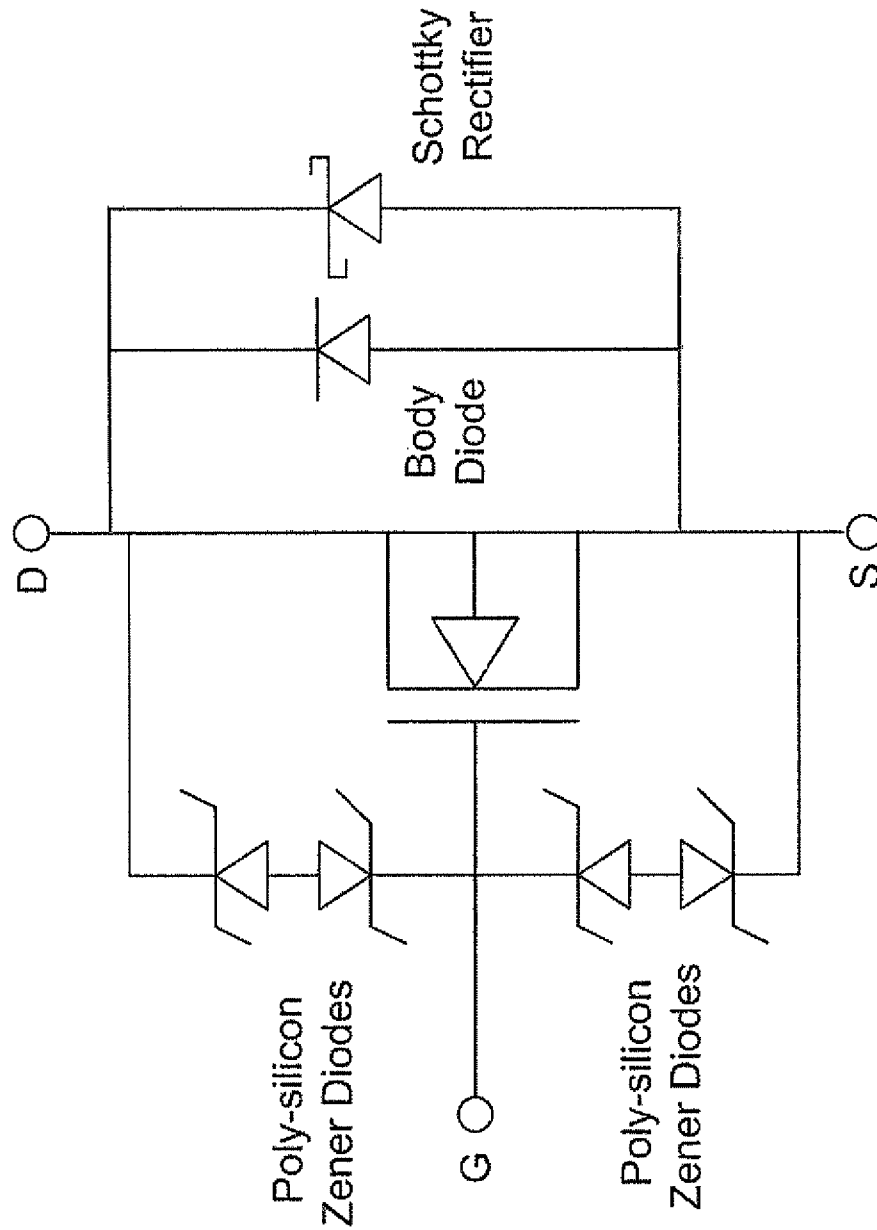 D
Schottky
Rectifier
Body
Diode
Poly-silicon
Zener Diodes
G
Poly-silicon
Zener Diodes
S